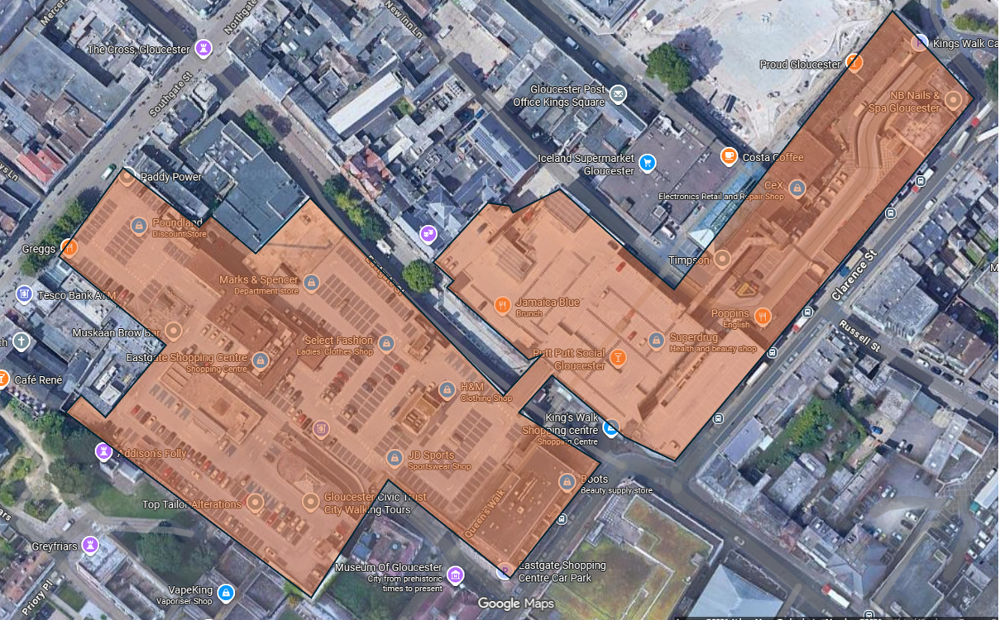 New Inn Ln
Northgate
The Cross, Gloucester
Kings Walk Ca
Proud Gloucester
Southgate St
Gloucester Post
Office Kings Square
NB Nails &
Spa Gloucester
Iceland Supermarket
Gloucester
Costa Coffee
Paddy Power
CeX
Electronics Retail and Repair Shop
Poundland
Discount Store
Greggs
Timpson
Clarence St
Marks & Spencer
Department store
Tesco Bank ATM
Jamaica Blue
Brunch
Poppins
English
Russell St
Muskaan Brow Bar
Select Fashion
Ladies' Clothes Shop
Superdrug
Health and beauty shop
Eastgate Shopping Centre
Shopping Centre
Putt Putt Social
Gloucester
Café René
H&M
Clothing Shop
King's Walk
Shopping centre
Shopping Centre
Addison's Folly
JD Sports
Sportswear Shop
Boots
Beauty supply store
Top Tailor Alterations
Gloucester Civic Trust
City Walking Tours
Queen's Walk
Greyfriars
Museum Of Gloucester
City from prehistoric
times to present
Eastgate Shopping
Centre Car Park
VapeKing
Vaporiser Shop
Priory Pl
Google Maps